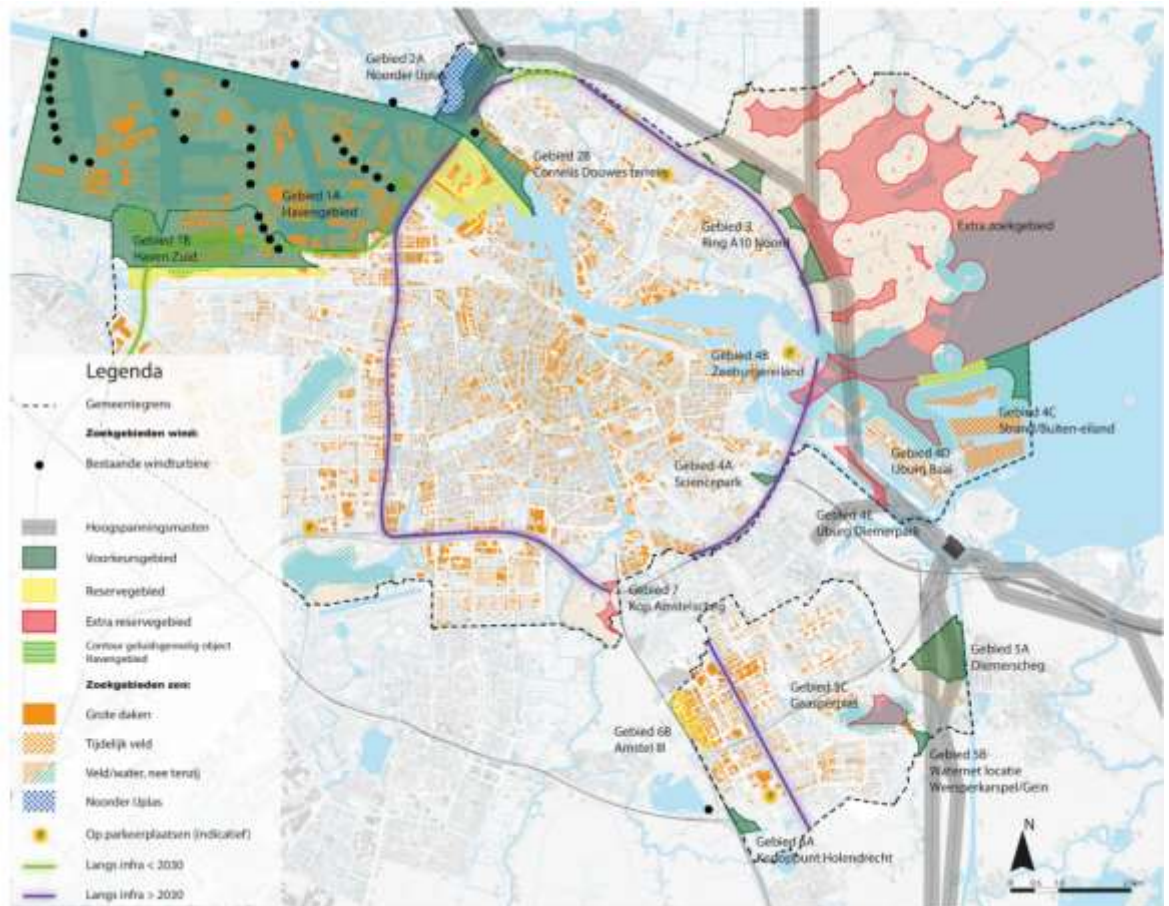 Gebied 2A
Noorder IJplas
Gebied 2B
Cornelis Douwes terrein
Gebied 1A
Havengebied
Gebied 1B
Haven Zuid
Gebied 3
Ring A10 Noord
Extra zoekgebied
Gebied 4B
Zeeburgereiland
Gebied 4C
Strand/Buiten-eiland
Gebied 4D
IJburg Baai
Gebied 4A
Sciencepark
Gebied 4E
IJburg Diemerpark
Gebied 7
Kop Amstelscheg
Gebied 5A
Diemerscheg
Gebied 5C
Gaasperplas
Gebied 6B
Amstel III
Gebied 5B
Waternet locatie
Weesperkarspel/Gein
Gebied 6A
Knooppunt Holendrecht
N
Legenda
Gemeentegrens
Zoekgebieden wind:
Bestaande windturbine
Hoogspanningsmasten
Voorkeursgebied
Reservegebied
Extra reservegebied
Contour geluidsgevoelig object
Havengebied
Zoekgebieden zon:
Grote daken
Tijdelijk veld
Veld/water, nee tenzij
Noorder IJplas
Op parkeerplaatsen (indicatief)
Langs infra < 2030
Langs infra > 2030